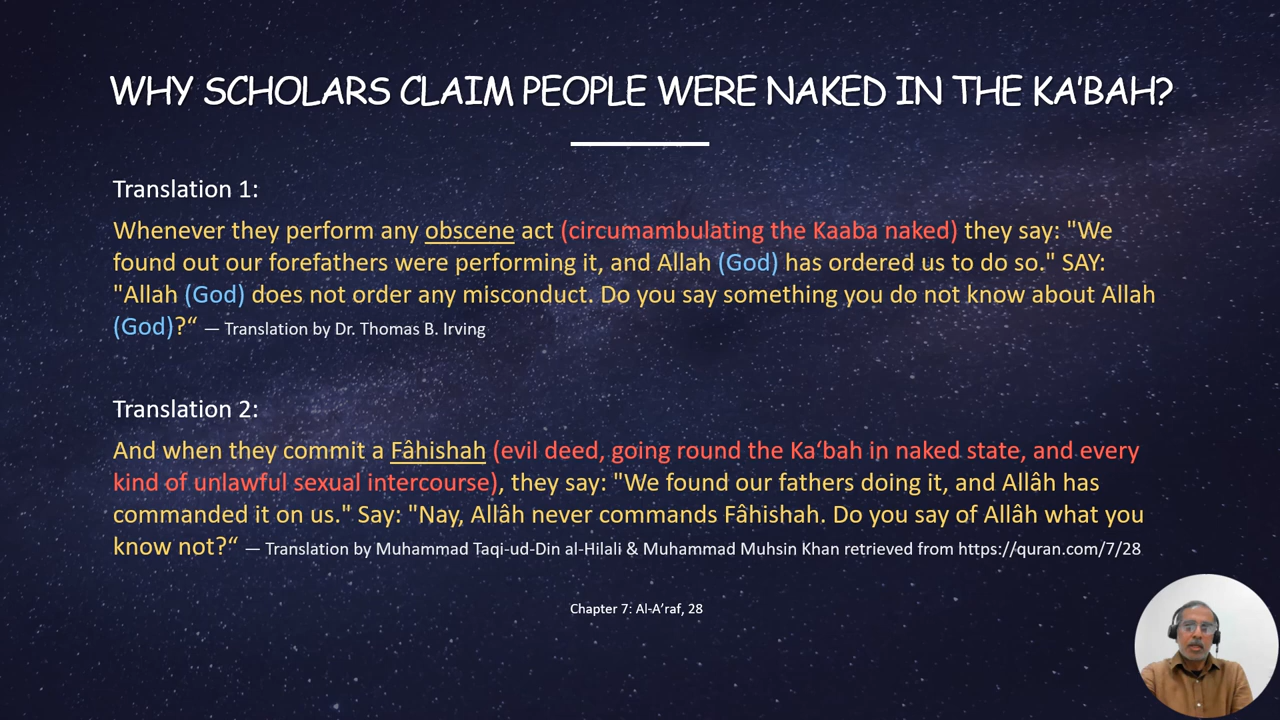 WHY SCHOLARS CLAIM PEOPLE WERE NAKED IN THE KA'BAH?
Translation 1:
Whenever they perform any obscene act (circumambulating the Kaaba naked) they say: "We
found out our forefathers were performing it, and Allah (God) has ordered us to do so." SAY:
"Allah (God) does not order any misconduct. Do you say something you do not know about Allah
(God)?“ — Translation by Dr. Thomas B. Irving
Translation 2:
And when they commit a Fâhishah (evil deed, going round the Ka‘bah in naked state, and every
kind of unlawful sexual intercourse), they say: "We found our fathers doing it, and Allâh has
commanded it on us." Say: "Nay, Allâh never commands Fâhishah. Do you say of Allâh what you
know not?“ — Translation by Muhammad Taqi-ud-Din al-Hilali & Muhammad Muhsin Khan retrieved from https://quran.com/7/28
Chapter 7: Al-A’raf, 28